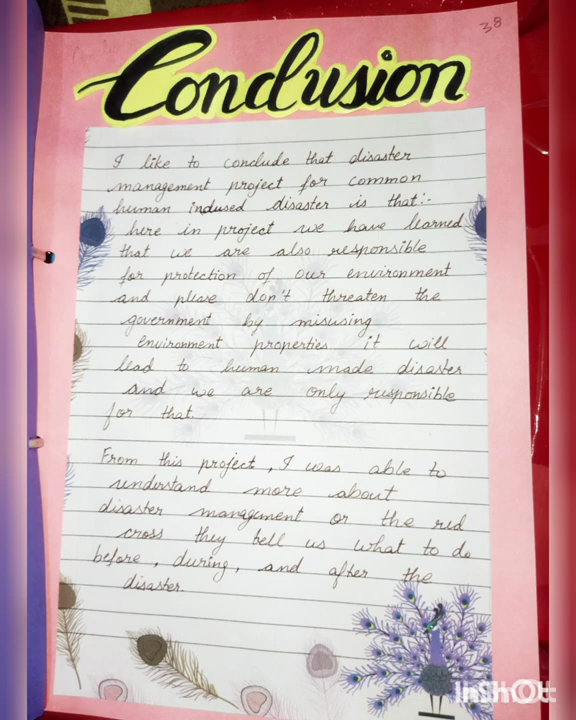 38
Conclusion
I like to conclude that disaster
management project for common
human indused disaster is that:-
here in project we have learned
that we are also responsible
for protection of our environment
and please don't threaten the
government by misusing
environment properties it will
lead to human made disaster
and we are only responsible
for that.
From this project, I was able to
understand more about
disaster management or the red
cross they tell us what to do
before, during, and after the
disaster.
InShOt